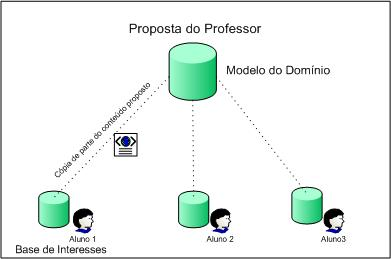 Proposta do Professor
Modelo do Domínio
Cópia de parte do conteúdo proposto
Aluno 1
Aluno 2
Aluno3
Base de Interesses